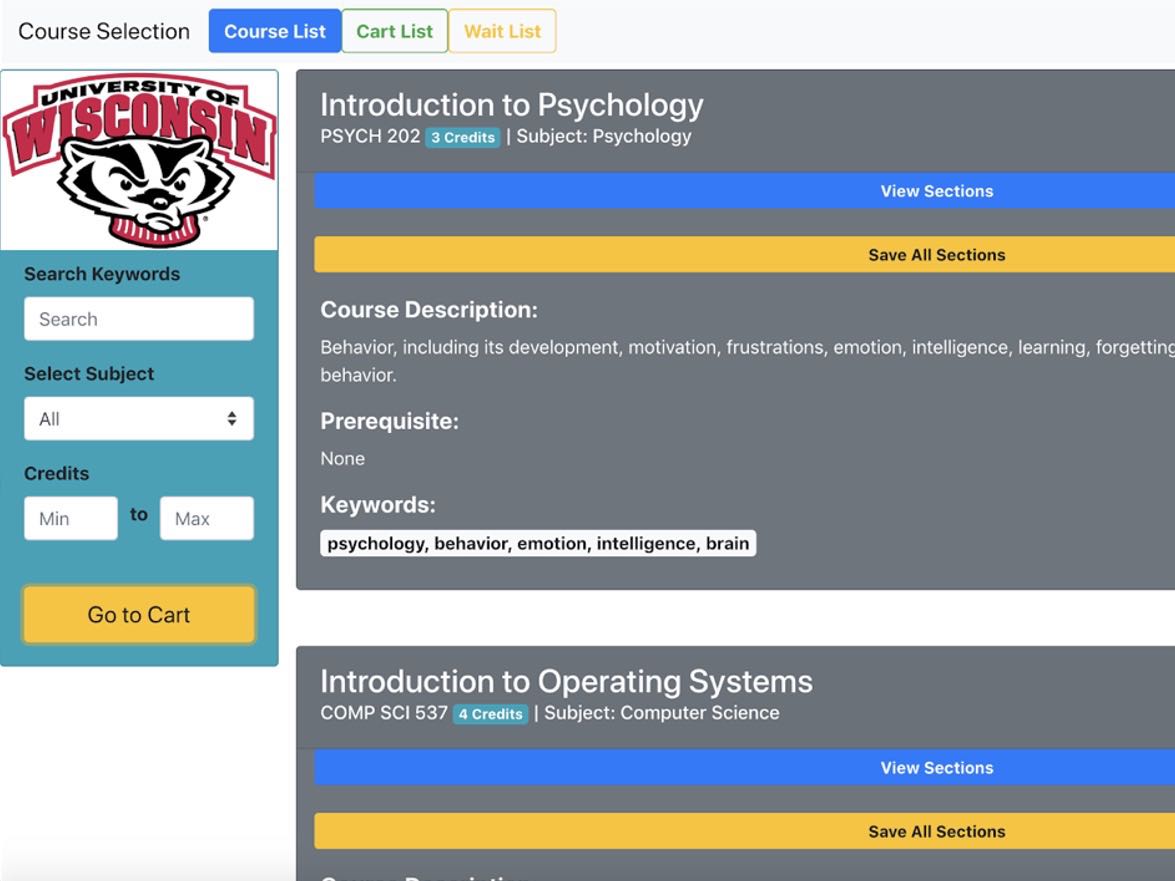 Course Selection
Course List
Cart List
Wait List
UNIVERSITY OF
WISCONSIN
Search Keywords
Search
Select Subject
All
Credits
Min
to
Max
Go to Cart
Introduction to Psychology
PSYCH 202 3 Credits | Subject: Psychology
View Sections
Save All Sections
Course Description:
Behavior, including its development, motivation, frustrations, emotion, intelligence, learning, forgetting
behavior.
Prerequisite:
None
Keywords:
psychology, behavior, emotion, intelligence, brain
Introduction to Operating Systems
COMP SCI 537 4 Credits | Subject: Computer Science
View Sections
Save All Sections